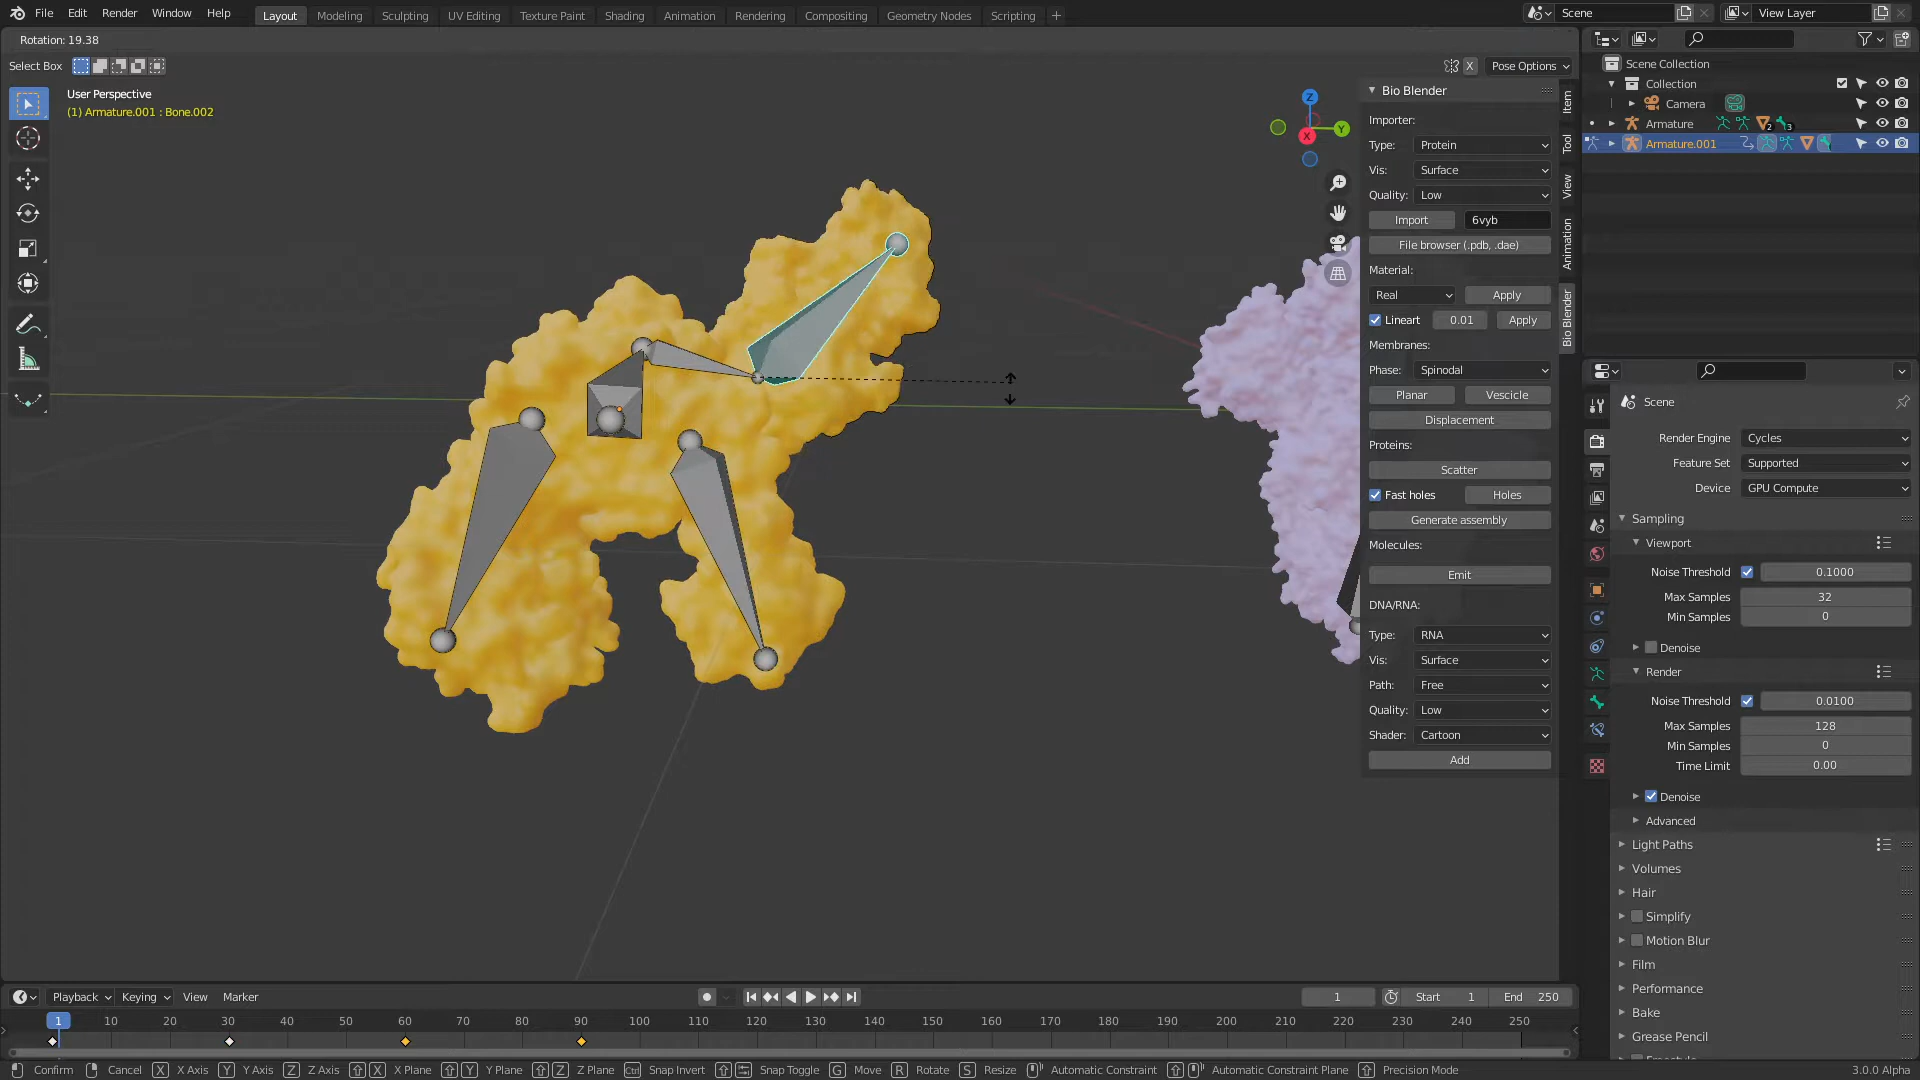 File Edit Render Window Help Layout Modeling Sculpting UV Editing Texture Paint Shading Animation Rendering Compositing Geometry Nodes Scripting + Scene View Layer
Rotation: 19.38
Select Box X Pose Options
User Perspective
(1) Armature.001 : Bone.002
Z
Y
X
Bio Blender
Importer:
Type: Protein
Vis: Surface
Quality: Low
Import 6vyb
File browser (.pdb, .dae)
Material:
Real Apply
Lineart 0.01 Apply
Membranes:
Phase: Spinodal
Planar Vescicle
Displacement
Proteins:
Scatter
Fast holes Holes
Generate assembly
Molecules:
Emit
DNA/RNA:
Type: RNA
Vis: Surface
Path: Free
Quality: Low
Shader: Cartoon
Add
Item
Tool
View
Animation
Bio Blender
Scene Collection
Collection
Camera
Armature 2 3
Armature.001
Scene
Render Engine Cycles
Feature Set Supported
Device GPU Compute
Sampling
Viewport
Noise Threshold 0.1000
Max Samples 32
Min Samples 0
Denoise
Render
Noise Threshold 0.0100
Max Samples 128
Min Samples 0
Time Limit 0.00
Denoise
Advanced
Light Paths
Volumes
Hair
Simplify
Motion Blur
Film
Performance
Bake
Grease Pencil
Playback Keying View Marker 1 Start 1 End 250
1 10 20 30 40 50 60 70 80 90 100 110 120 130 140 150 160 170 180 190 200 210 220 230 240 250
Confirm Cancel X X Axis Y Y Axis Z Z Axis X X Plane Y Y Plane Z Z Plane Ctrl Snap Invert Snap Toggle G Move R Rotate S Resize Automatic Constraint Automatic Constraint Plane Precision Mode 3.0.0 Alpha